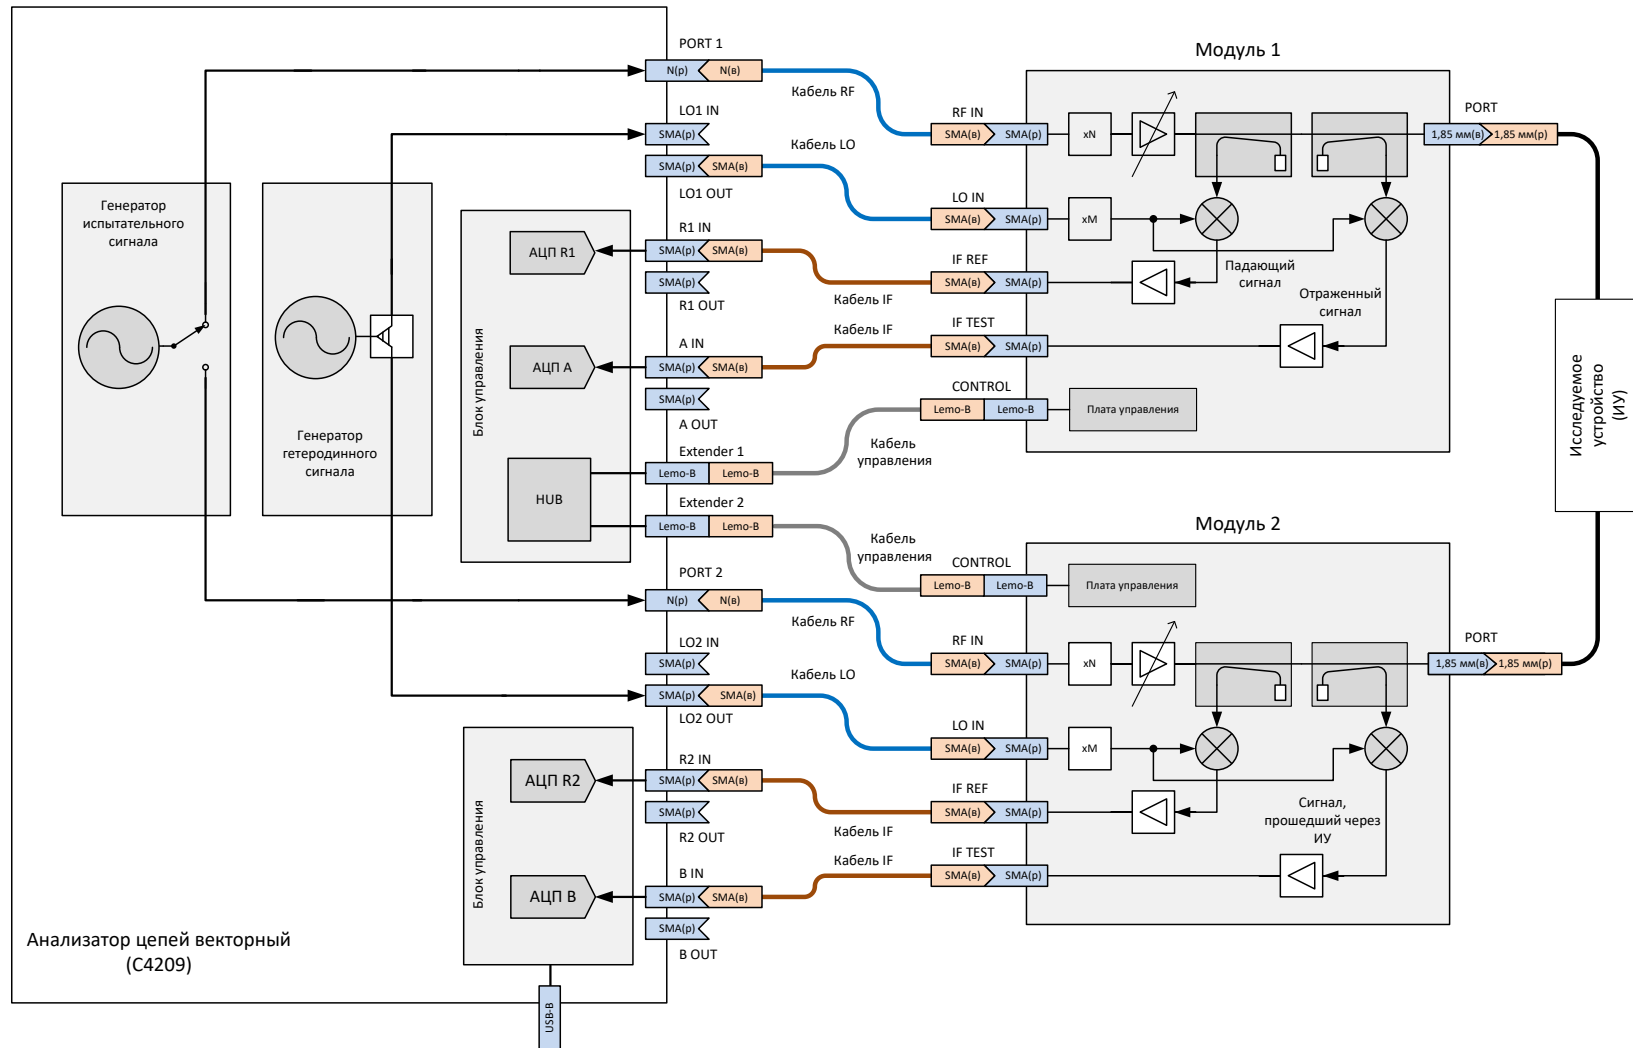 PORT 1
N(р)
N(в)
Кабель RF
LO1 IN
SMA(р)
Кабель LO
SMA(р)
SMA(в)
LO1 OUT
R1 IN
SMA(р)
SMA(в)
SMA(р)
R1 OUT
Кабель IF
Кабель IF
A IN
SMA(р)
SMA(в)
SMA(р)
A OUT
Extender 1
Lemo-B
Lemo-B
Кабель
управления
Extender 2
Lemo-B
Lemo-B
Кабель
управления
PORT 2
N(р)
N(в)
Кабель RF
LO2 IN
SMA(р)
Кабель LO
SMA(р)
SMA(в)
LO2 OUT
R2 IN
SMA(р)
SMA(в)
SMA(р)
R2 OUT
Кабель IF
Кабель IF
B IN
SMA(р)
SMA(в)
SMA(р)
B OUT
Генератор
испытательного
сигнала
Генератор
гетеродинного
сигнала
АЦП R1
АЦП A
HUB
Блок управления
АЦП R2
АЦП B
Блок управления
Анализатор цепей векторный
(С4209)
USB-B
Модуль 1
RF IN
SMA(в)
SMA(р)
xN
LO IN
SMA(в)
SMA(р)
xM
IF REF
SMA(в)
SMA(р)
Падающий
сигнал
Отраженный
сигнал
IF TEST
SMA(в)
SMA(р)
CONTROL
Lemo-B
Lemo-B
Плата управления
PORT
1,85 мм(в)
1,85 мм(р)
Исследуемое
устройство
(ИУ)
Модуль 2
CONTROL
Lemo-B
Lemo-B
Плата управления
RF IN
SMA(в)
SMA(р)
xN
PORT
1,85 мм(в)
1,85 мм(р)
LO IN
SMA(в)
SMA(р)
xM
IF REF
SMA(в)
SMA(р)
Сигнал,
прошедший через
ИУ
IF TEST
SMA(в)
SMA(р)